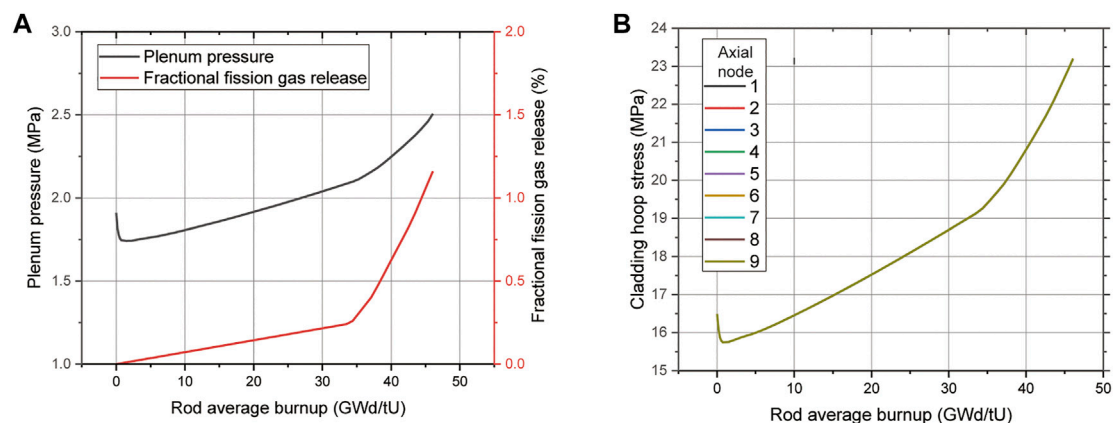 A
3.0
2.5
2.0
1.5
1.0
Plenum pressure (MPa)
Plenum pressure
Fractional fission gas release
2.0
1.5
1.0
0.5
0.0
Fractional fission gas release (%)
0 10 20 30 40 50
Rod average burnup (GWd/tU)
B
24
23
22
21
20
19
18
17
16
15
Cladding hoop stress (MPa)
Axial
node
1
2
3
4
5
6
7
8
9
0 10 20 30 40 50
Rod average burnup (GWd/tU)